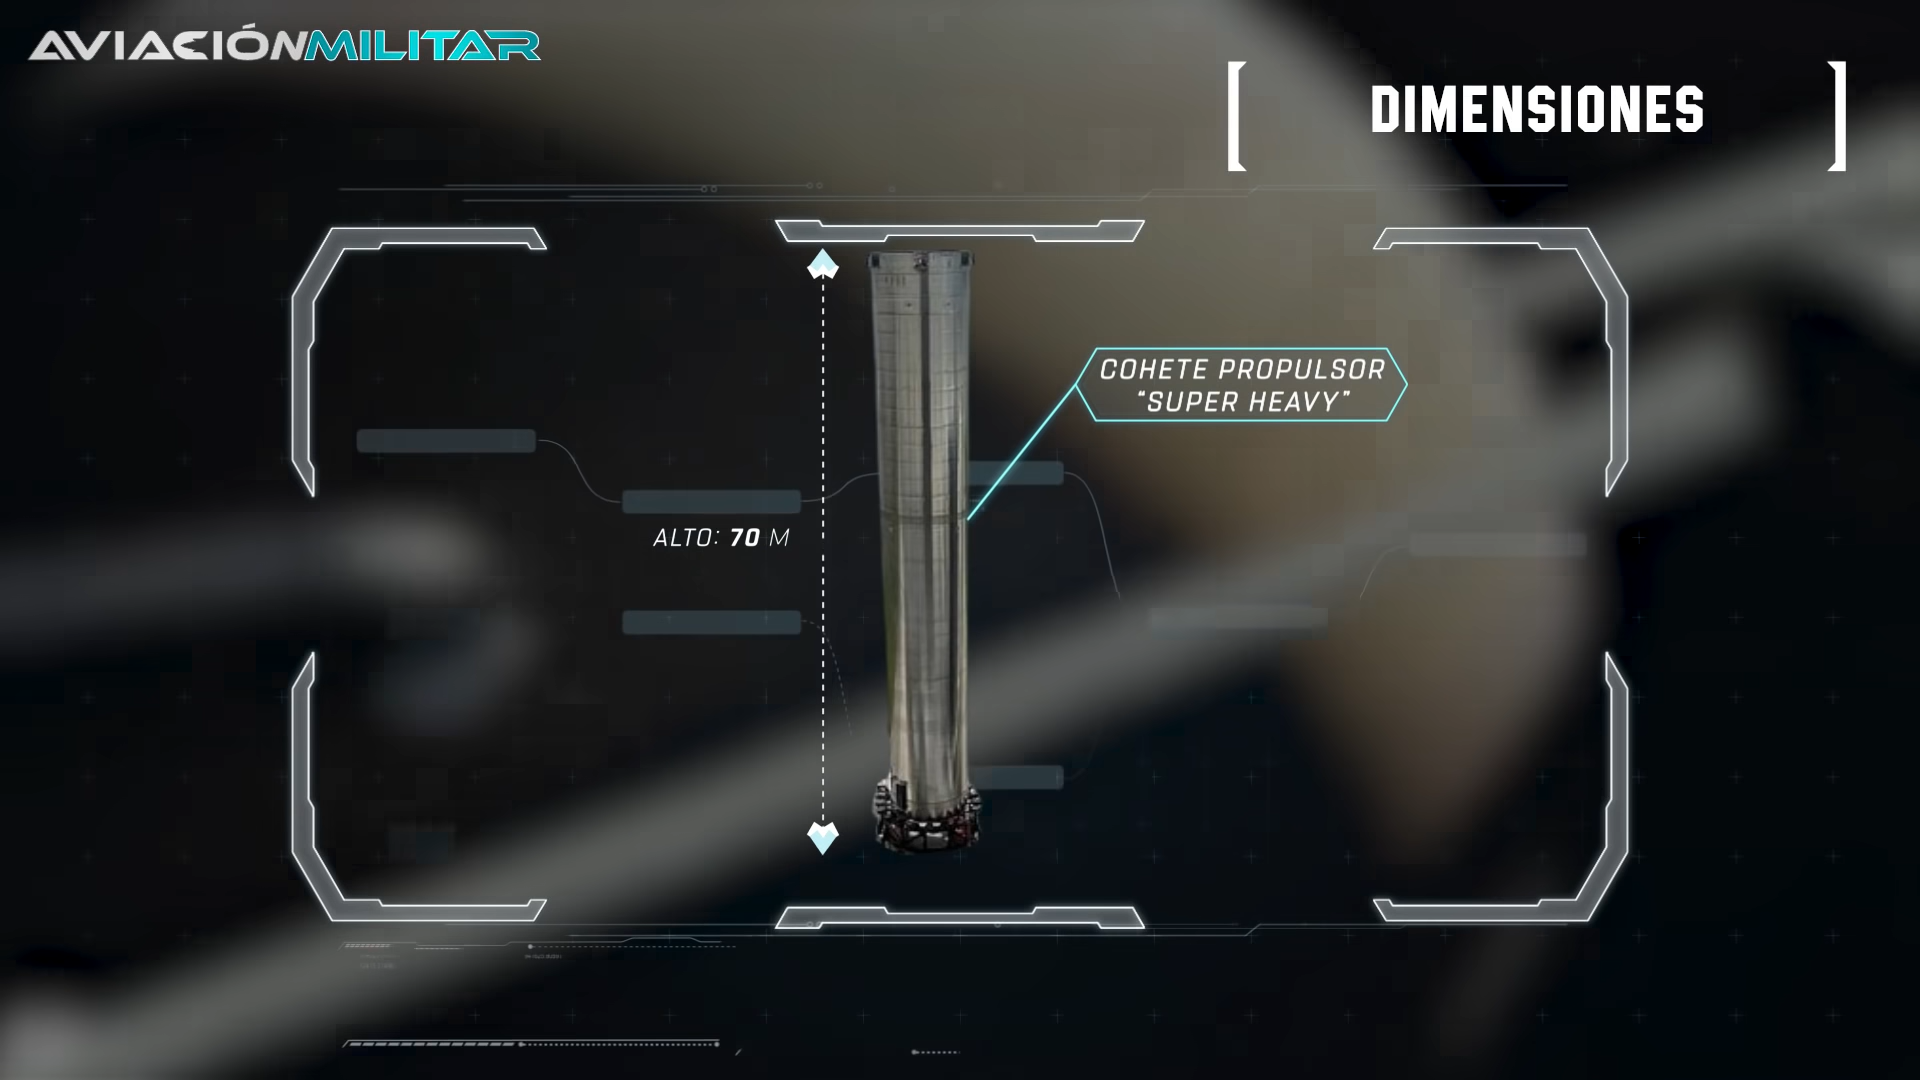 AVIACIÓNMILITAR
DIMENSIONES
COHETE PROPULSOR
“SUPER HEAVY”
ALTO: 70 M